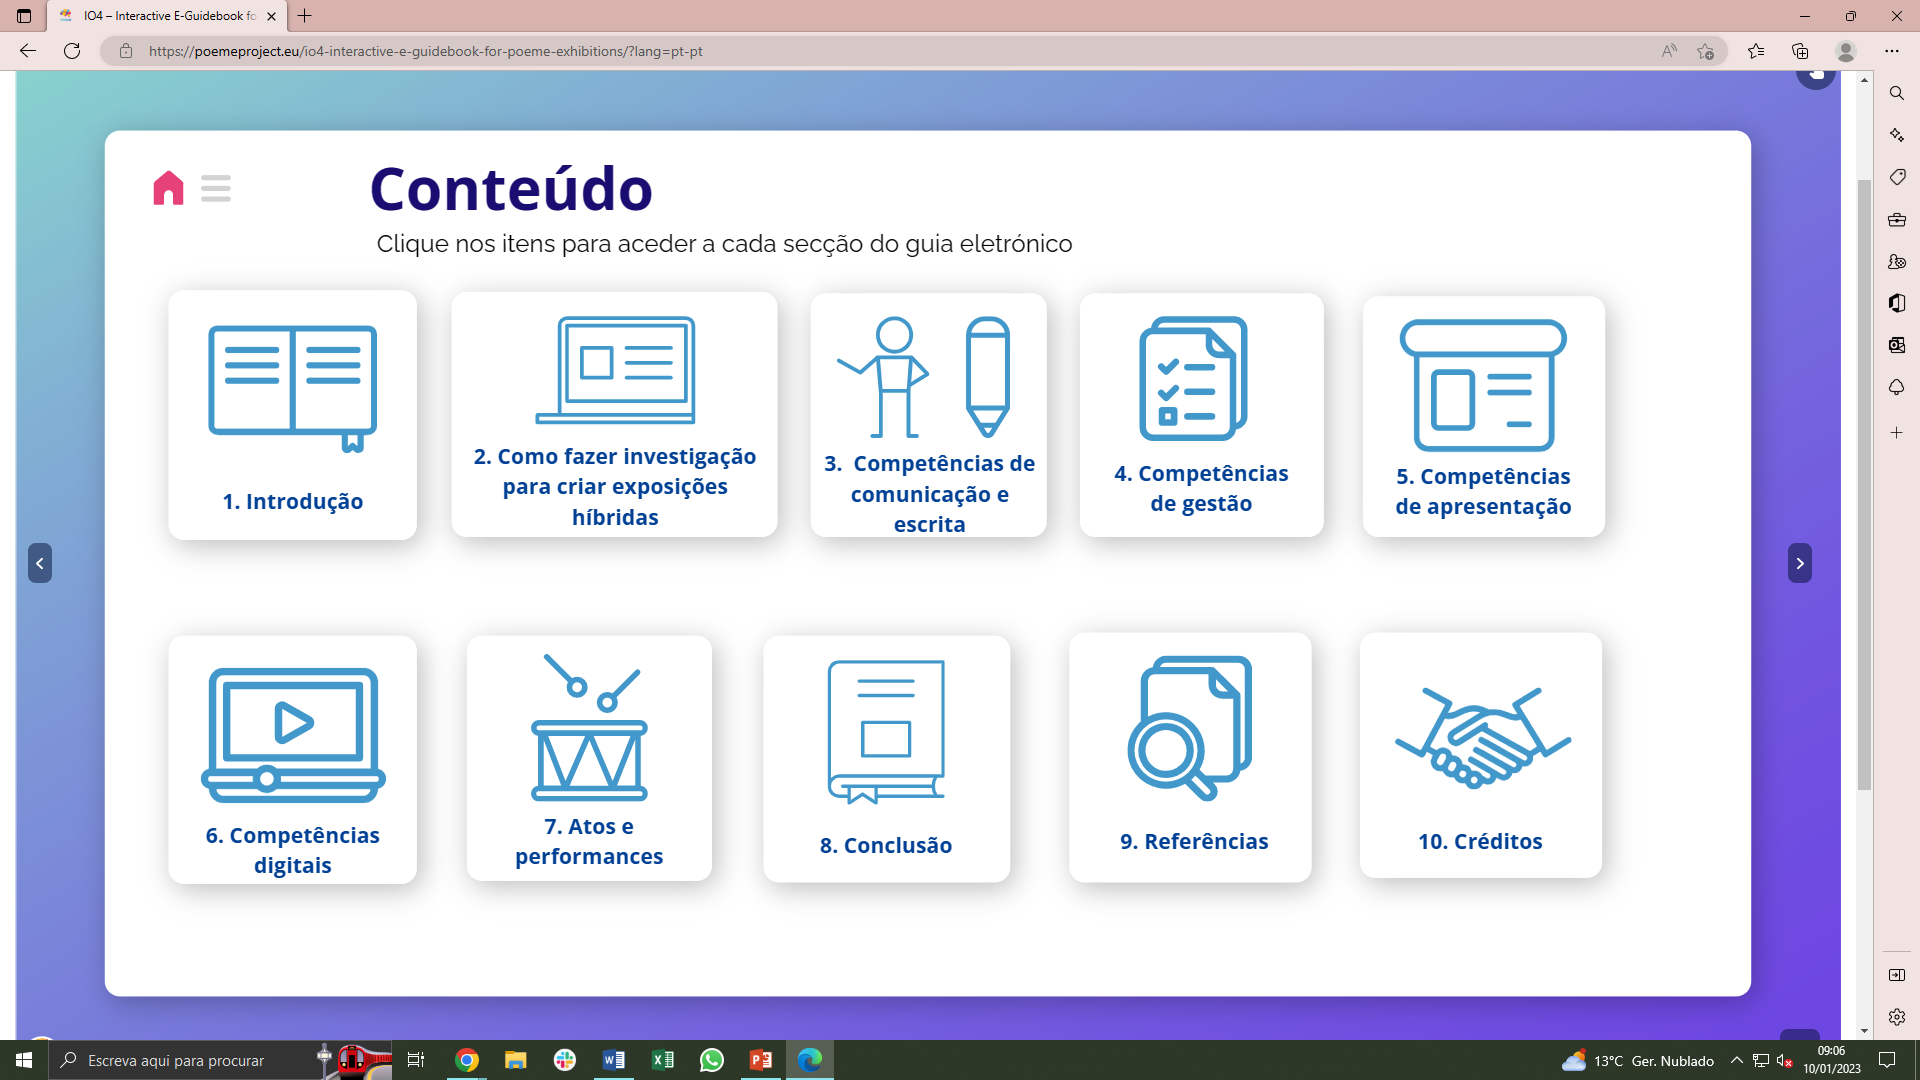 IO4 – Interactive E-Guidebook fo
https://poemeproject.eu/io4-interactive-e-guidebook-for-poeme-exhibitions/?lang=pt-pt
Conteúdo
Clique nos itens para aceder a cada secção do guia eletrónico
1. Introdução
2. Como fazer investigação
para criar exposições
híbridas
3. Competências de
comunicação e
escrita
4. Competências
de gestão
5. Competências
de apresentação
6. Competências
digitais
7. Atos e
performances
8. Conclusão
9. Referências
10. Créditos
Escreva aqui para procurar
13°C Ger. Nublado
09:06
10/01/2023